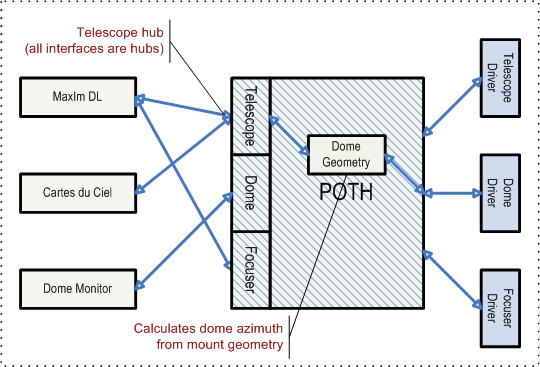 Telescope hub
(all interfaces are hubs)
MaxIm DL
Cartes du Ciel
Dome Monitor
Telescope
Dome
Focuser
Dome
Geometry
POTH
Telescope
Driver
Dome
Driver
Focuser
Driver
Calculates dome azimuth
from mount geometry